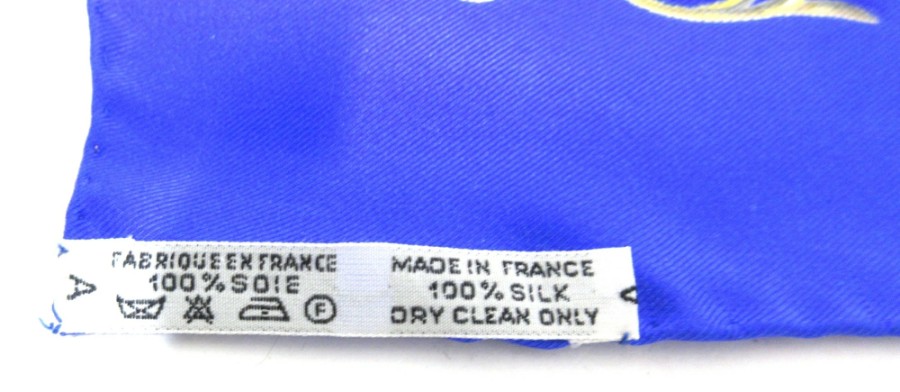 FABRIQUE EN FRANCE
100% SOIE
F
MADE IN FRANCE
100% SILK
DRY CLEAN ONLY
A